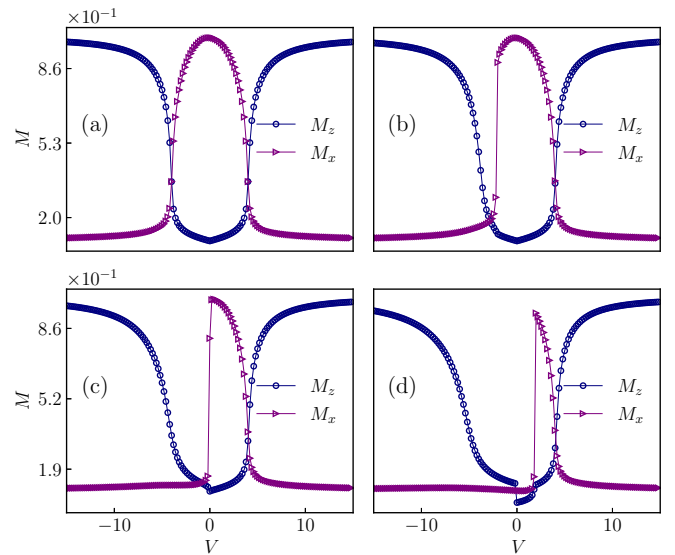 ×10⁻¹
8.6
5.3
2.0
M
(a)
M_z
M_x
(b)
M_z
M_x
×10⁻¹
8.6
5.2
1.9
M
(c)
M_z
M_x
(d)
M_z
M_x
−10
0
10
V
−10
0
10
V